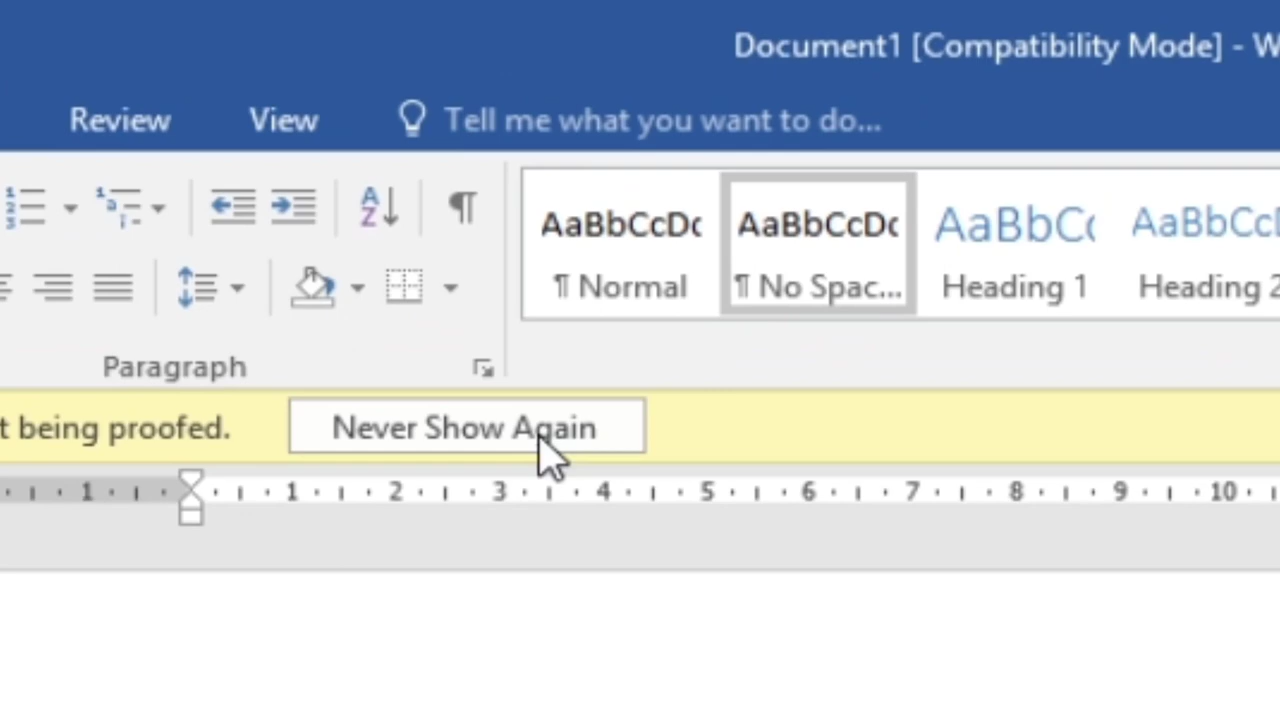 Document1 [Compatibility Mode] - W
Review View Tell me what you want to do...
AaBbCcDc AaBbCcDc AaBbCc AaBbCcD
¶ Normal ¶ No Spac... Heading 1 Heading 2
Paragraph
t being proofed. Never Show Again
1 1 2 3 4 5 6 7 8 9 10